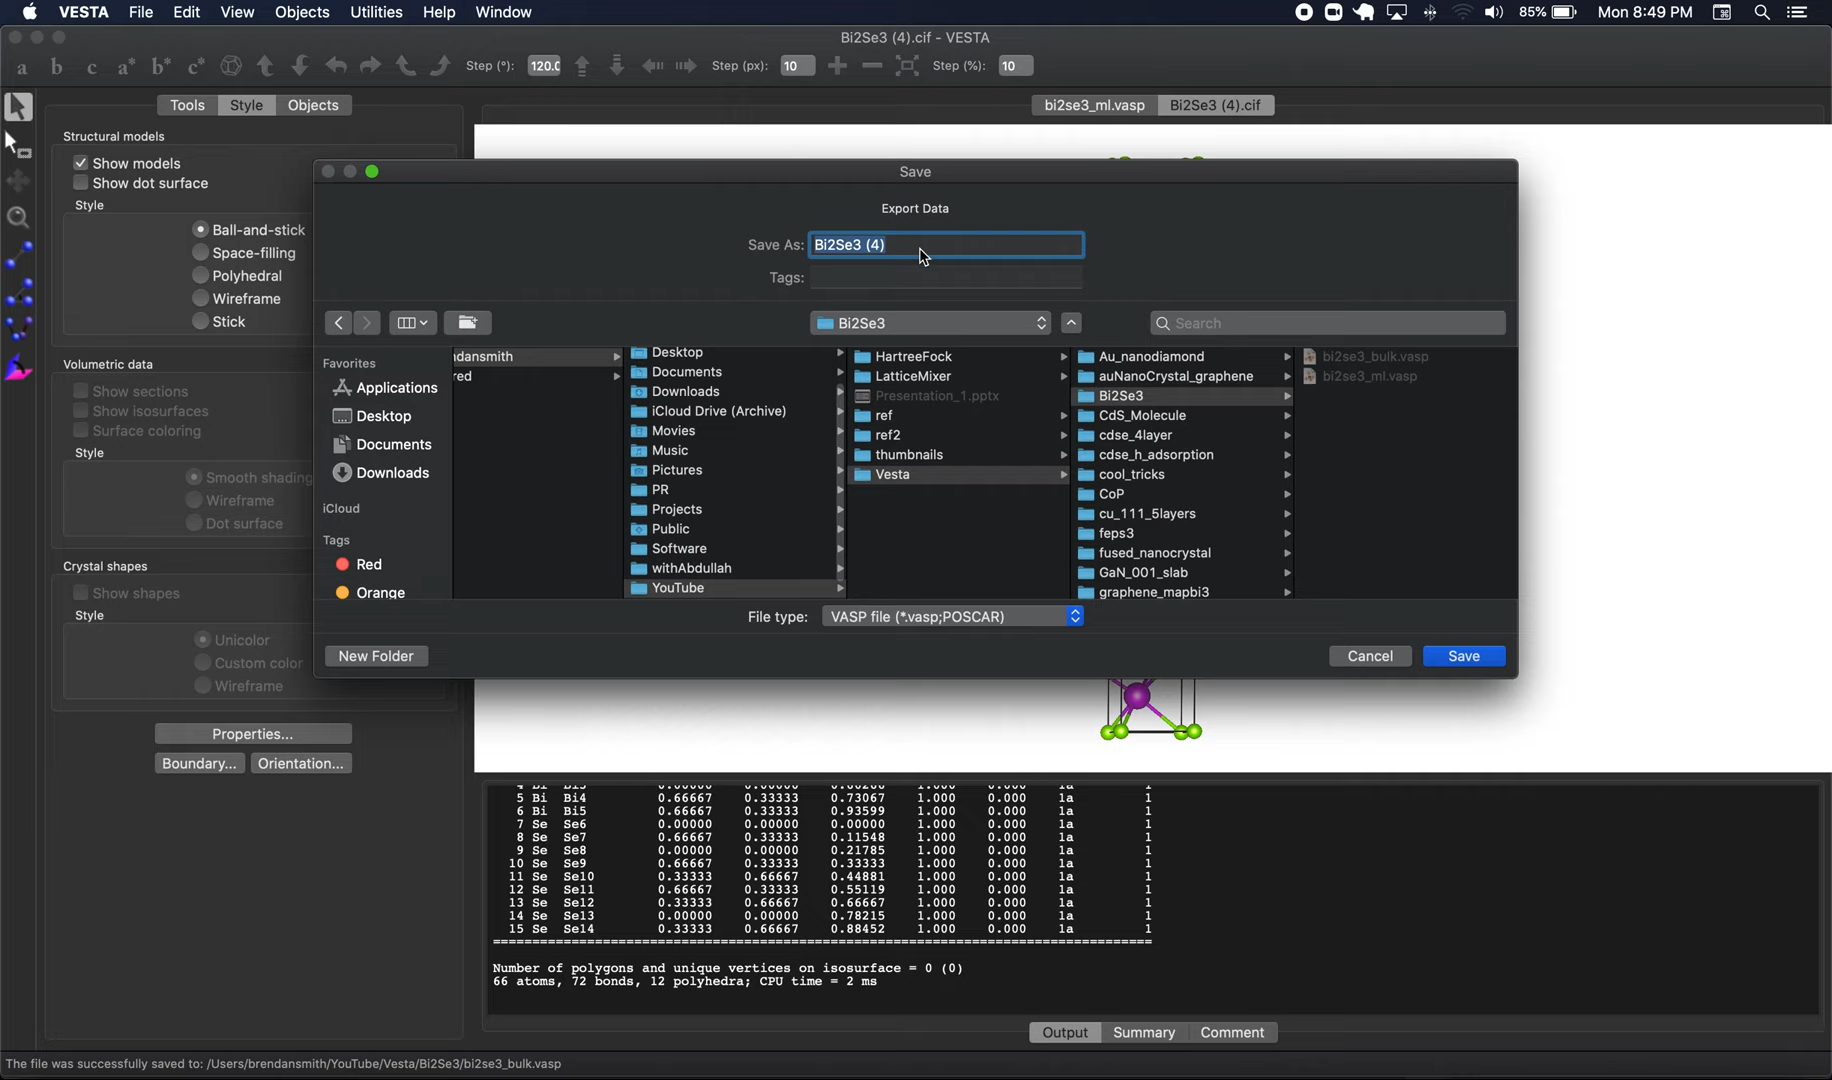 VESTA File Edit View Objects Utilities Help Window 85% Mon 8:49 PM
Bi2Se3 (4).cif - VESTA
a b c a* b* c* Step (°): 120.0 Step (px): 10 Step (%): 10
Tools Style Objects
bi2se3_ml.vasp Bi2Se3 (4).cif
Structural models
Show models
Show dot surface
Style
Ball-and-stick
Space-filling
Polyhedral
Wireframe
Stick
Volumetric data
Show sections
Show isosurfaces
Surface coloring
Style
Smooth shading
Wireframe
Dot surface
Crystal shapes
Show shapes
Style
Unicolor
Custom color
Wireframe
Properties...
Boundary... Orientation...
Save
Export Data
Save As: Bi2Se3 (4)
Tags:
Bi2Se3
Search
Favorites
Applications
Desktop
Documents
Downloads
iCloud
Tags
Red
Orange
dansmith
red
Desktop
Documents
Downloads
iCloud Drive (Archive)
Movies
Music
Pictures
PR
Projects
Public
Software
withAbdullah
YouTube
HartreeFock
LatticeMixer
Presentation_1.pptx
ref
ref2
thumbnails
Vesta
Au_nanodiamond
auNanoCrystal_graphene
Bi2Se3
CdS_Molecule
cdse_4layer
cdse_h_adsorption
cool_tricks
CoP
cu_111_5layers
feps3
fused_nanocrystal
GaN_001_slab
graphene_mapbi3
bi2se3_bulk.vasp
bi2se3_ml.vasp
File type: VASP file (*.vasp;POSCAR)
New Folder Cancel Save
5 Bi Bi4 0.66667 0.33333 0.73067 1.000 0.000 1a 1
6 Bi Bi5 0.66667 0.33333 0.93599 1.000 0.000 1a 1
7 Se Se6 0.00000 0.00000 0.00000 1.000 0.000 1a 1
8 Se Se7 0.66667 0.33333 0.11548 1.000 0.000 1a 1
9 Se Se8 0.00000 0.00000 0.21785 1.000 0.000 1a 1
10 Se Se9 0.66667 0.33333 0.33333 1.000 0.000 1a 1
11 Se Se10 0.33333 0.66667 0.44881 1.000 0.000 1a 1
12 Se Se11 0.66667 0.33333 0.55119 1.000 0.000 1a 1
13 Se Se12 0.33333 0.66667 0.66667 1.000 0.000 1a 1
14 Se Se13 0.00000 0.00000 0.78215 1.000 0.000 1a 1
15 Se Se14 0.33333 0.66667 0.88452 1.000 0.000 1a 1
Number of polygons and unique vertices on isosurface = 0 (0)
66 atoms, 72 bonds, 12 polyhedra; CPU time = 2 ms
Output Summary Comment
The file was successfully saved to: /Users/brendansmith/YouTube/Vesta/Bi2Se3/bi2se3_bulk.vasp